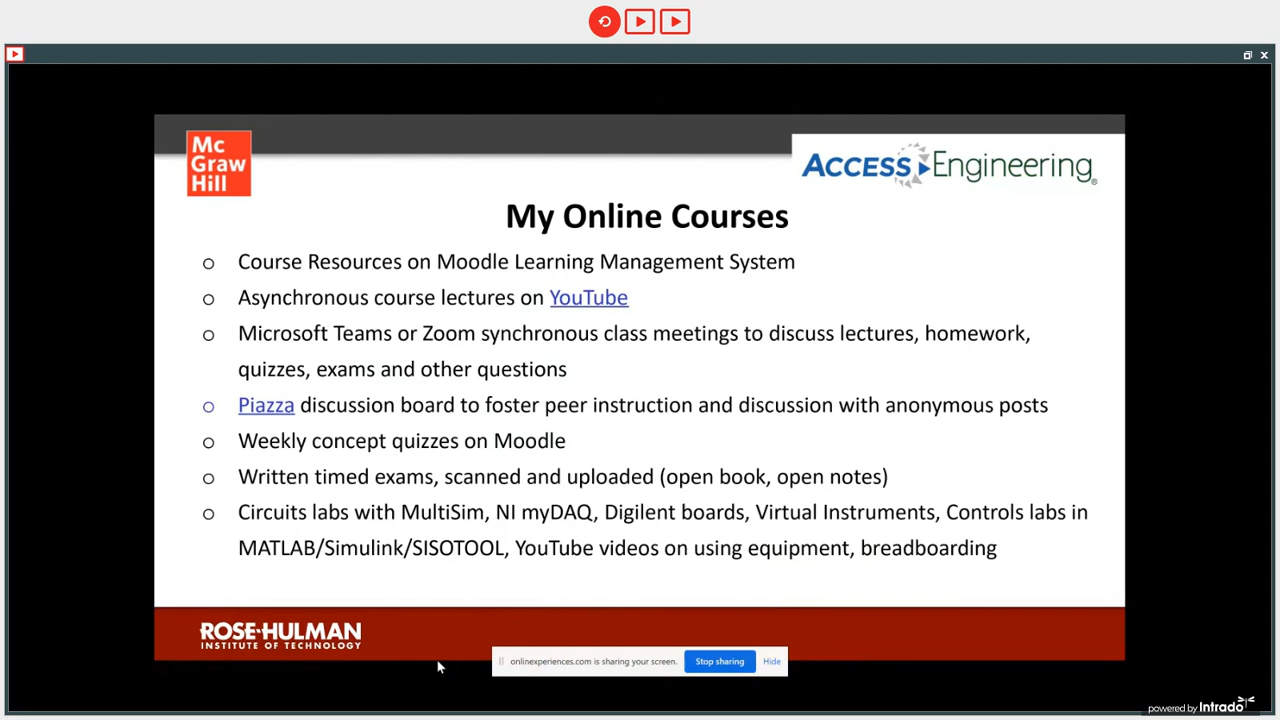 Mc
Graw
Hill
ACCESS Engineering®
My Online Courses
o Course Resources on Moodle Learning Management System
o Asynchronous course lectures on YouTube
o Microsoft Teams or Zoom synchronous class meetings to discuss lectures, homework,
quizzes, exams and other questions
o Piazza discussion board to foster peer instruction and discussion with anonymous posts
o Weekly concept quizzes on Moodle
o Written timed exams, scanned and uploaded (open book, open notes)
o Circuits labs with MultiSim, NI myDAQ, Digilent boards, Virtual Instruments, Controls labs in
MATLAB/Simulink/SISOTOOL, YouTube videos on using equipment, breadboarding
ROSE-HULMAN
INSTITUTE OF TECHNOLOGY
onlinexperiences.com is sharing your screen. Stop sharing Hide
powered by Intrado